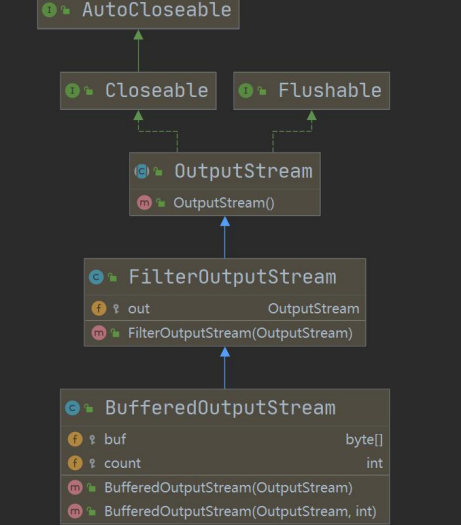 AutoCloseable
Closeable
Flushable
OutputStream
OutputStream()
FilterOutputStream
out OutputStream
FilterOutputStream(OutputStream)
BufferedOutputStream
buf byte[]
count int
BufferedOutputStream(OutputStream)
BufferedOutputStream(OutputStream, int)